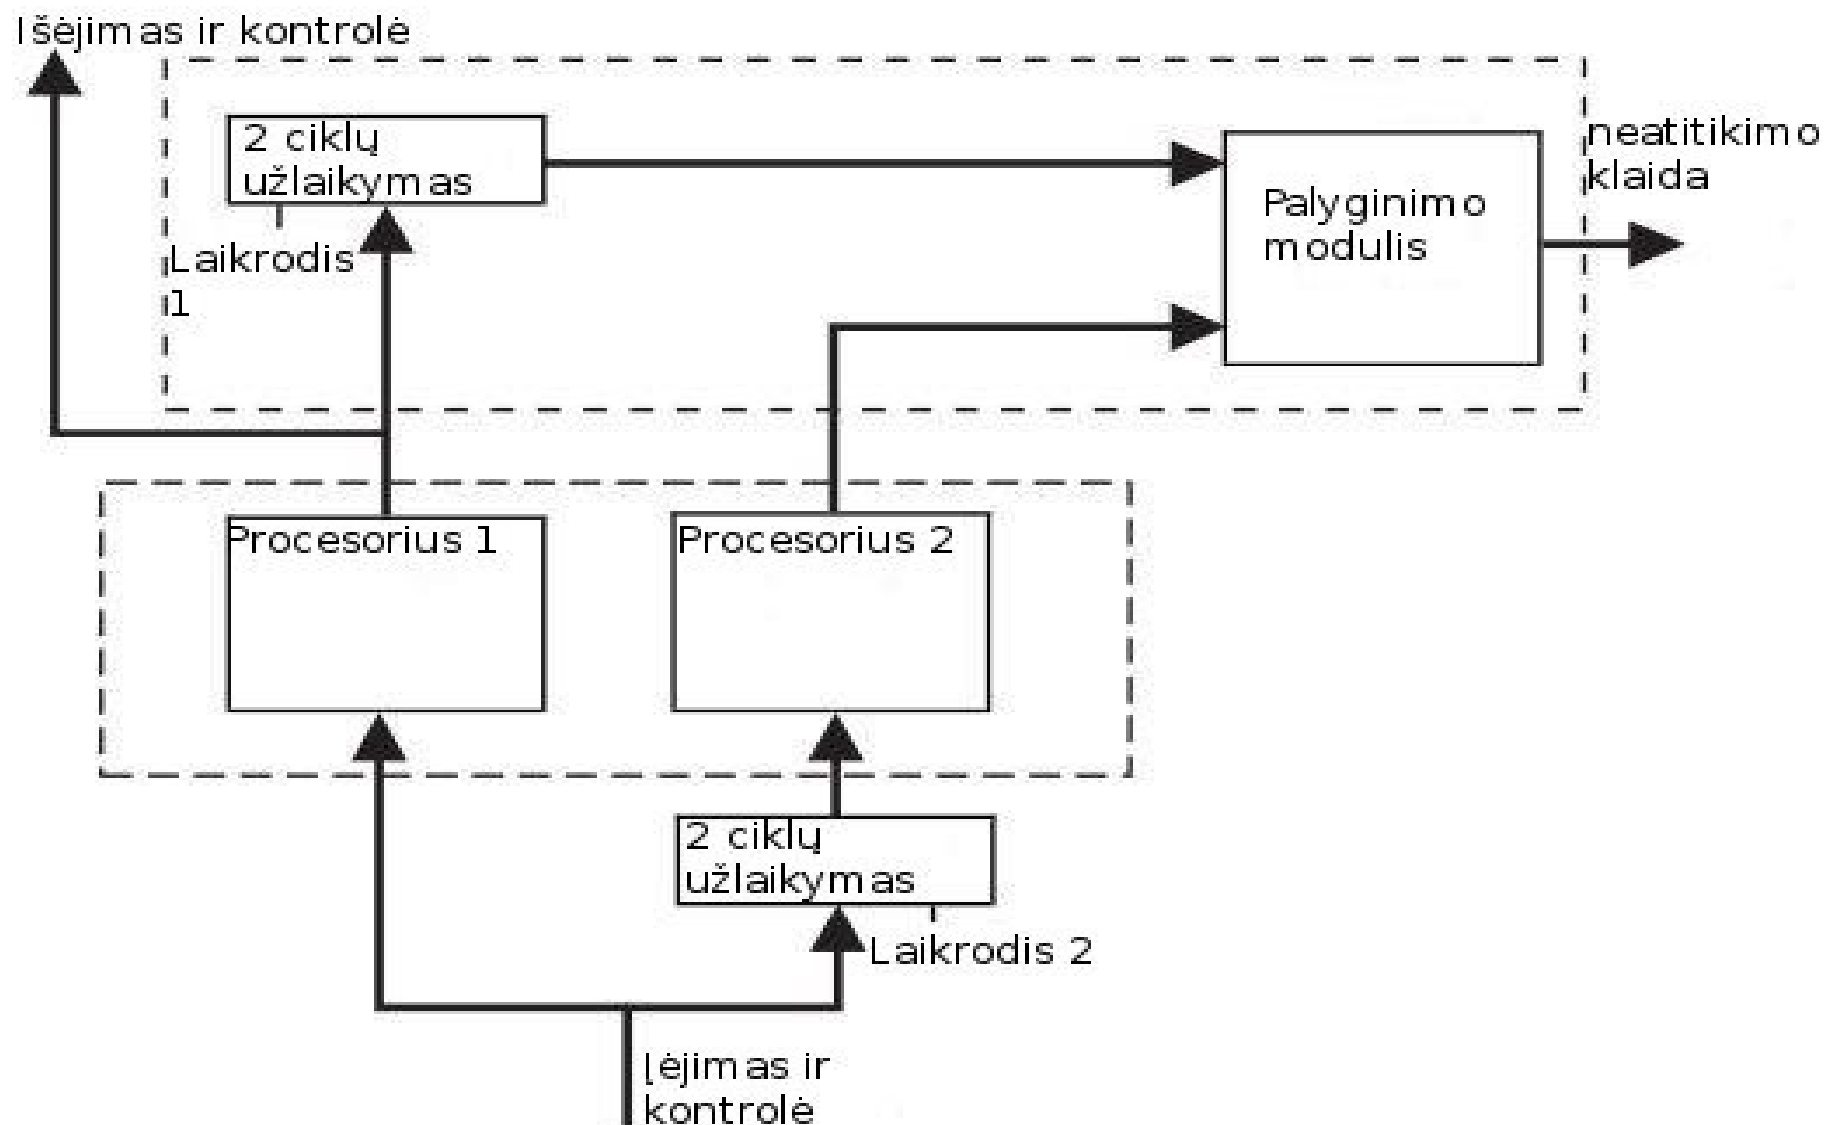 Išėjimas ir kontrolė
2 ciklų
užlaikymas
Laikrodis
1
neatitikimo
klaida
Palyginimo
modulis
Procesorius 1
Procesorius 2
2 ciklų
užlaikymas
Laikrodis 2
Įėjimas ir
kontrolė